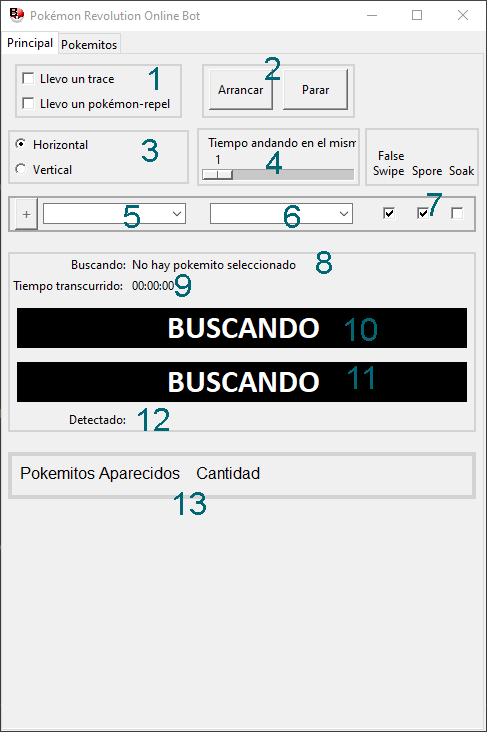 Pokémon Revolution Online Bot
Principal Pokemitos
Llevo un trace 1
Llevo un pokémon-repel
2
Arrancar Parar
Horizontal
Vertical
3
Tiempo andando en el mism
1
4
False
Swipe Spore Soak
7
+ 5 6
Buscando: No hay pokemito seleccionado 8
Tiempo transcurrido: 00:00:00 9
BUSCANDO 10
BUSCANDO 11
Detectado: 12
Pokemitos Aparecidos Cantidad
13